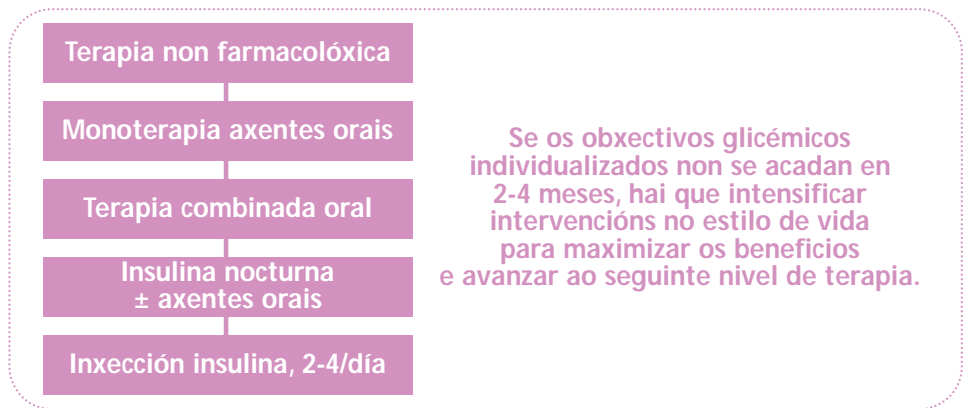 Terapia non farmacolóxica
Monoterapia axentes orais
Terapia combinada oral
Insulina nocturna
± axentes orais
Inxección insulina, 2-4/día
Se os obxectivos glicémicos
individualizados non se acadan en
2-4 meses, hai que intensificar
intervencións no estilo de vida
para maximizar os beneficios
e avanzar ao seguinte nivel de terapia.